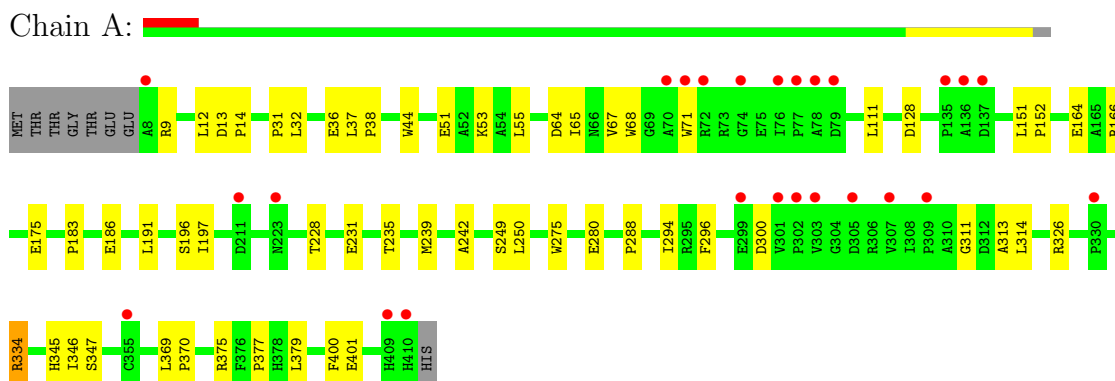 Chain A:
MET THR THR GLY THR GLU GLU A8 R9 L12 D13 P14 P31 L32 E36 L37 P38 W44 E51 A52 K53 A54 L55 D64 I65 N66 V67 W68 G69 A70 W71 R72 R73 G74 E75 I76 P77 A78 D79 L111 D128 P135 A136 D137 L151 P152 E164 A165 R166
E175 P183 E186 L191 S196 I197 D211 N223 T228 E231 T235 M239 A242 S249 L250 W275 E280 P288 I294 R295 F296 E299 D300 V301 P302 V303 G304 D305 R306 V307 I308 P309 A310 G311 D312 A313 L314 R326 P330
R334 H345 I346 S347 C355 L369 P370 R375 F376 P377 H378 L379 F400 E401 H409 H410 HIS